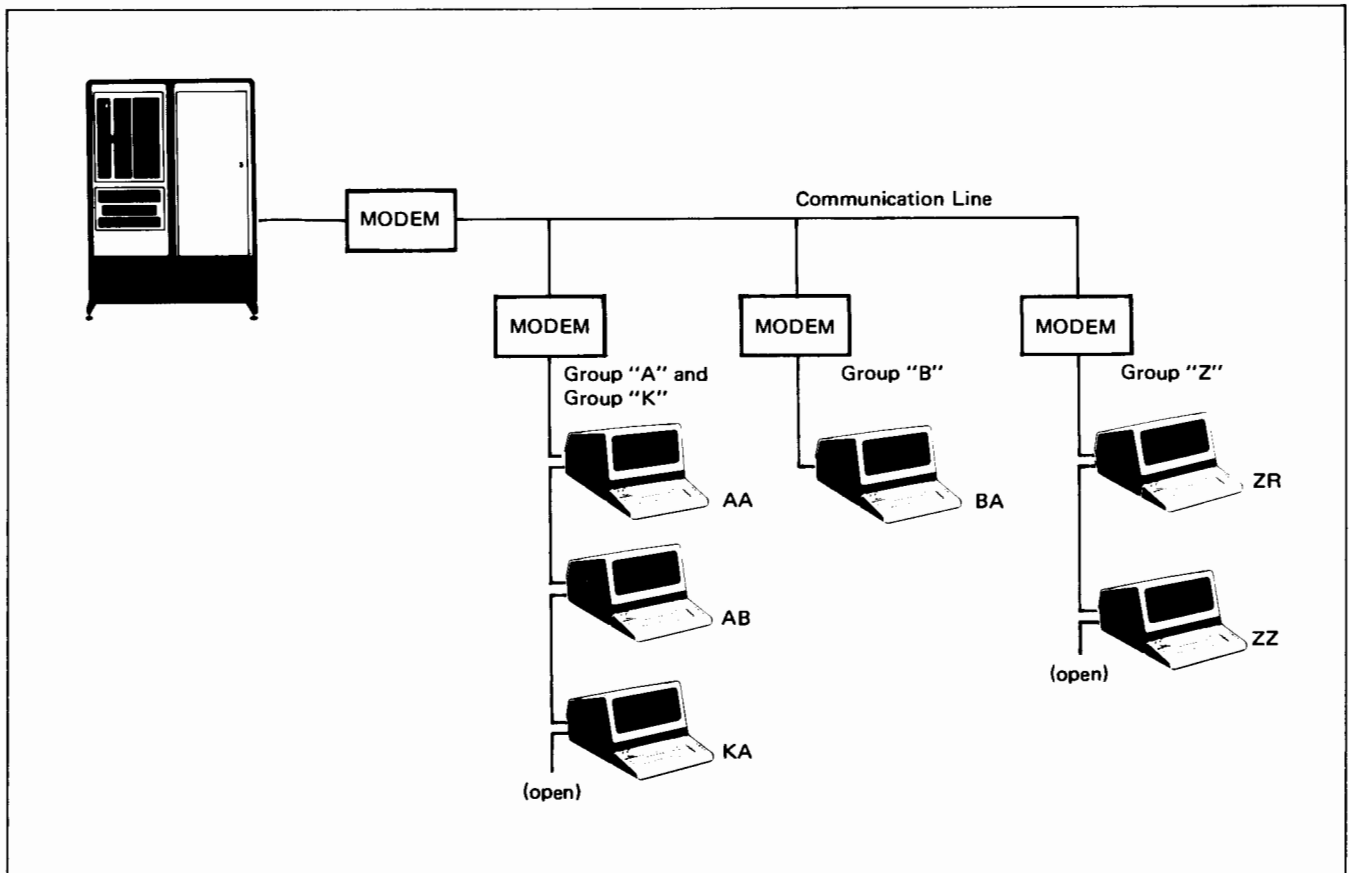 Communication Line
MODEM
MODEM
MODEM
MODEM
Group "A" and
Group "K"
Group "B"
Group "Z"
AA
BA
ZR
AB
ZZ
(open)
KA
(open)